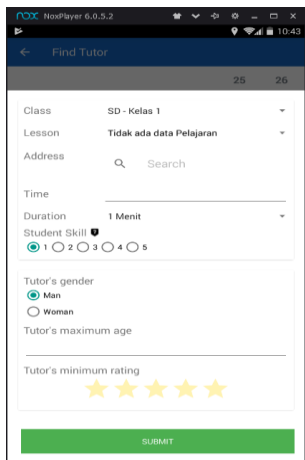 nox NoxPlayer 6.0.5.2
10:43
Find Tutor
25 26
Class SD - Kelas 1
Lesson Tidak ada data Pelajaran
Address Search
Time
Duration 1 Menit
Student Skill ?
1 2 3 4 5
Tutor's gender
Man
Woman
Tutor's maximum age
Tutor's minimum rating
SUBMIT